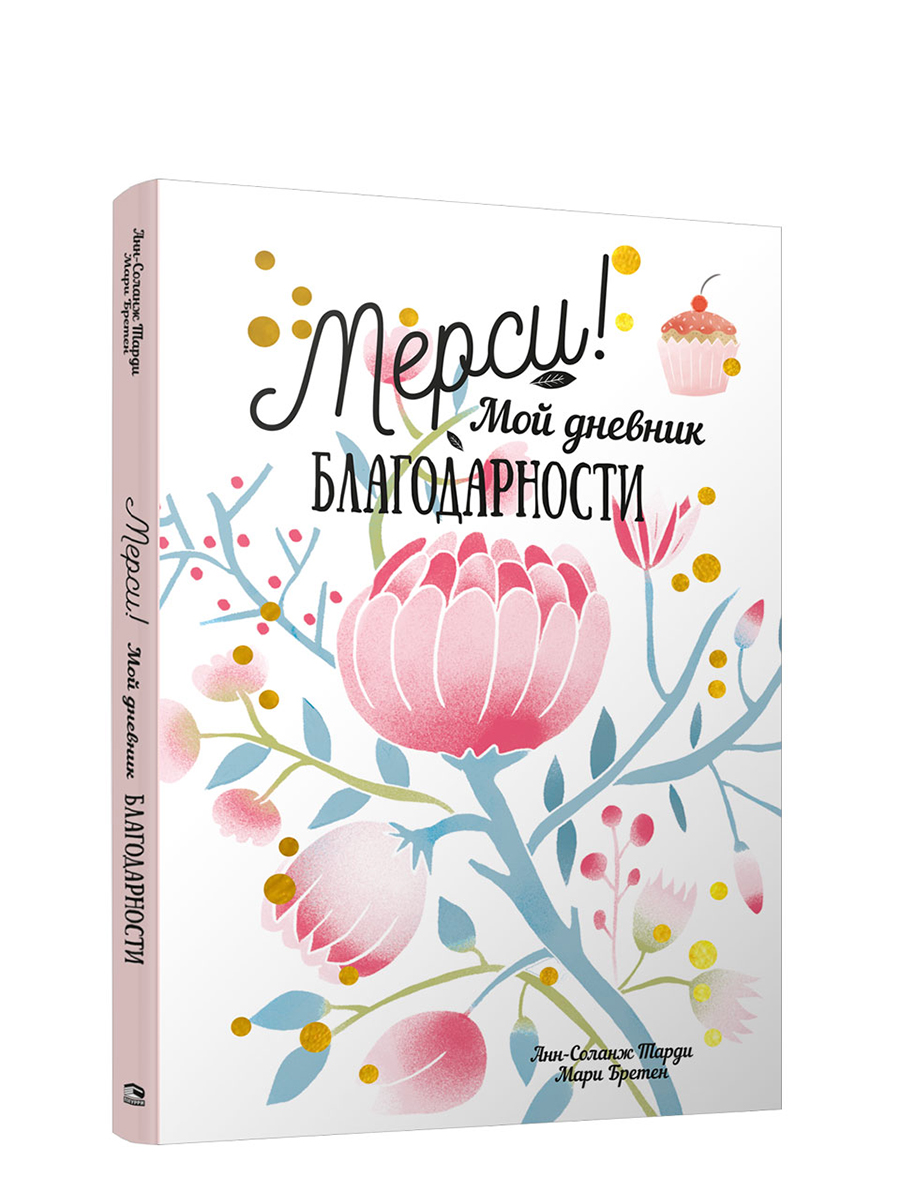 Мерси!
Мой дневник
БЛАГОДАРНОСТИ
Анн-Соланж Тарди
Мари Бретен
Анн-Соланж Тарди
Мари Бретен
Мерси! Мой дневник БЛАГОДАРНОСТИ